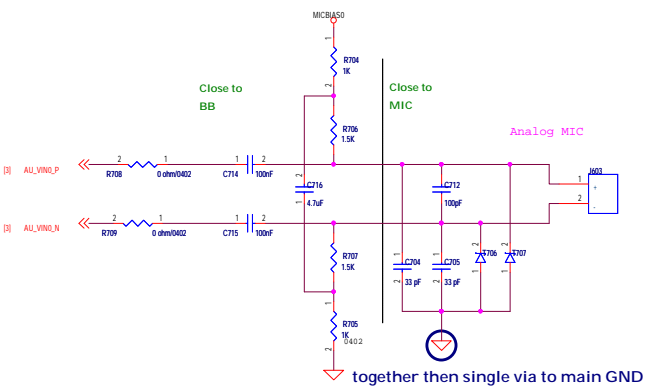 MICBIAS0
1
R704
1K
2
Close to
BB
Close to
MIC
1
R706
1.5K
2
Analog MIC
[3] AU_VIN0_P
2 1
R708 0 ohm/0402
1 2
C714 100nF
J603
1 +
2 -
2
C716
1 4.7uF
2
C712
1 100pF
[3] AU_VIN0_N
2 1
R709 0 ohm/0402
1 2
C715 100nF
1
R707
1.5K
2
1
C704
2 33 pF
1
C705
2 33 pF
2
T706
1
2
T707
1
1
R705
1K
0402
2
together then single via to main GND